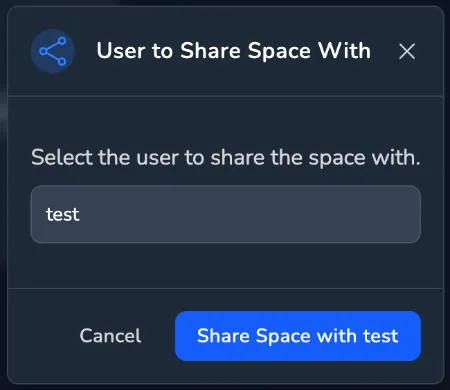 User to Share Space With
Select the user to share the space with.
test
Cancel
Share Space with test